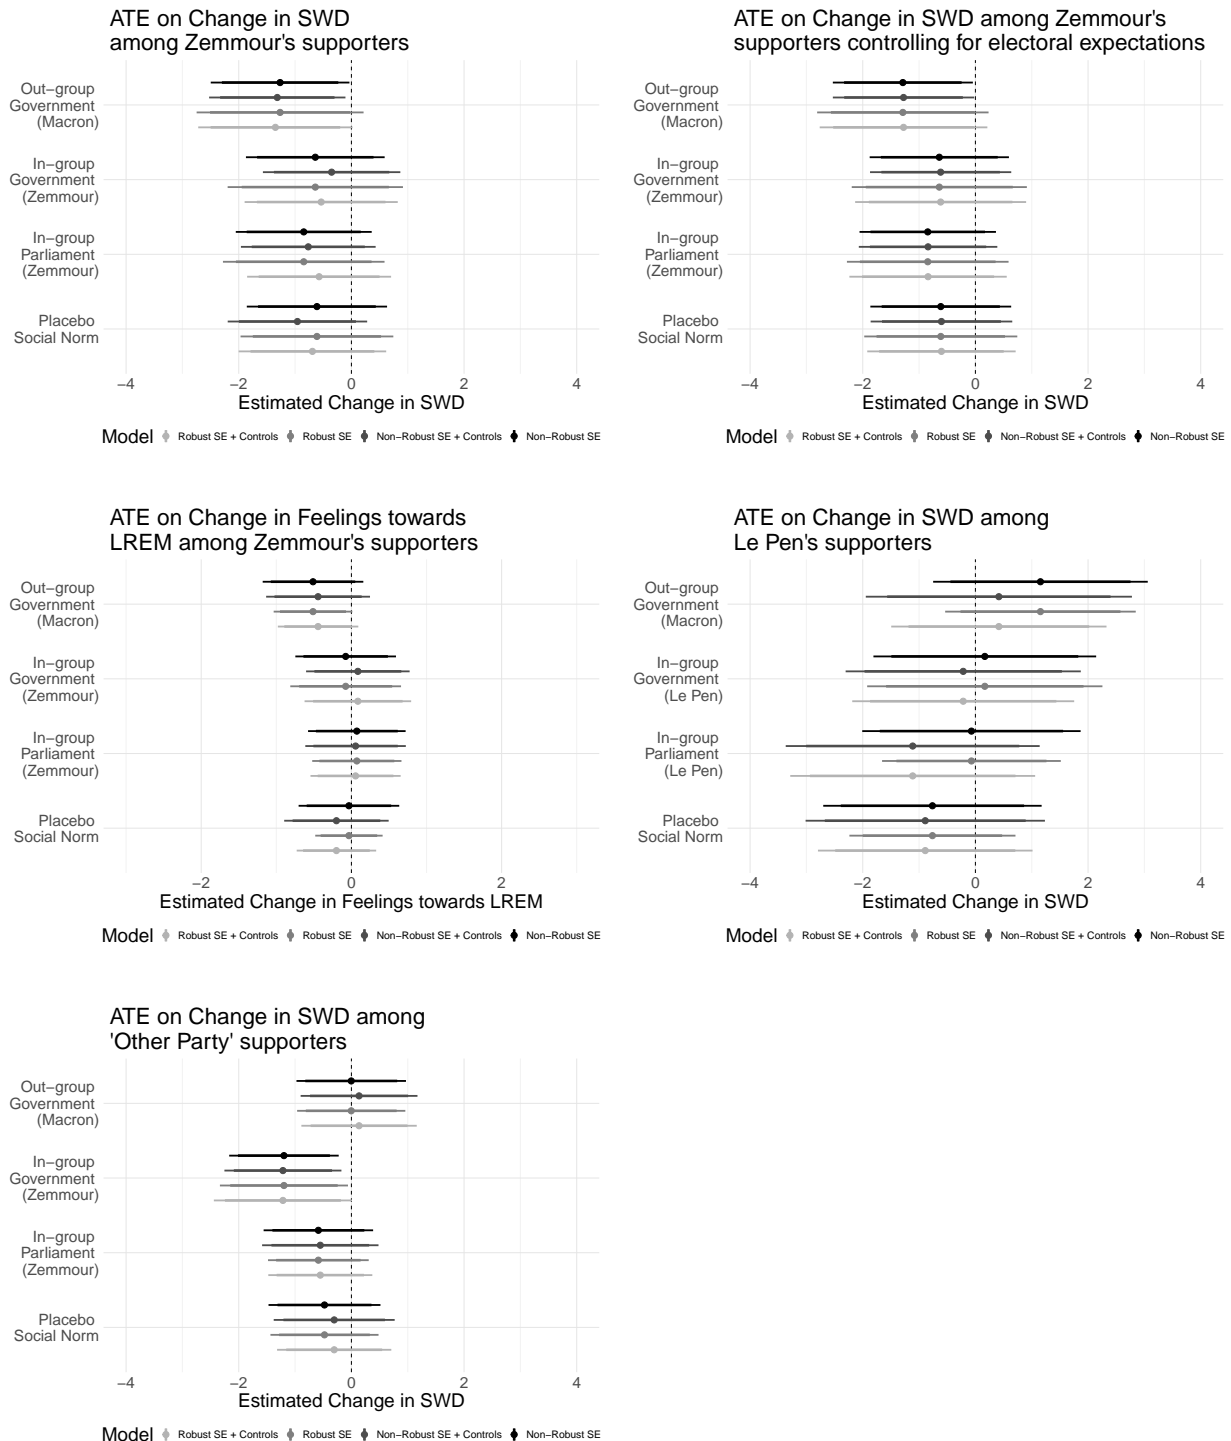 ATE on Change in SWD
among Zemmour's supporters
Out−group
Government
(Macron)
In−group
Government
(Zemmour)
In−group
Parliament
(Zemmour)
Placebo
Social Norm
−4 −2 0 2 4
Estimated Change in SWD
Model Robust SE + Controls Robust SE Non−Robust SE + Controls Non−Robust SE
ATE on Change in SWD among Zemmour's
supporters controlling for electoral expectations
Out−group
Government
(Macron)
In−group
Government
(Zemmour)
In−group
Parliament
(Zemmour)
Placebo
Social Norm
−4 −2 0 2 4
Estimated Change in SWD
Model Robust SE + Controls Robust SE Non−Robust SE + Controls Non−Robust SE
ATE on Change in Feelings towards
LREM among Zemmour's supporters
Out−group
Government
(Macron)
In−group
Government
(Zemmour)
In−group
Parliament
(Zemmour)
Placebo
Social Norm
−2 0 2
Estimated Change in Feelings towards LREM
Model Robust SE + Controls Robust SE Non−Robust SE + Controls Non−Robust SE
ATE on Change in SWD among
Le Pen's supporters
Out−group
Government
(Macron)
In−group
Government
(Le Pen)
In−group
Parliament
(Le Pen)
Placebo
Social Norm
−4 −2 0 2 4
Estimated Change in SWD
Model Robust SE + Controls Robust SE Non−Robust SE + Controls Non−Robust SE
ATE on Change in SWD among
'Other Party' supporters
Out−group
Government
(Macron)
In−group
Government
(Zemmour)
In−group
Parliament
(Zemmour)
Placebo
Social Norm
−4 −2 0 2 4
Estimated Change in SWD
Model Robust SE + Controls Robust SE Non−Robust SE + Controls Non−Robust SE